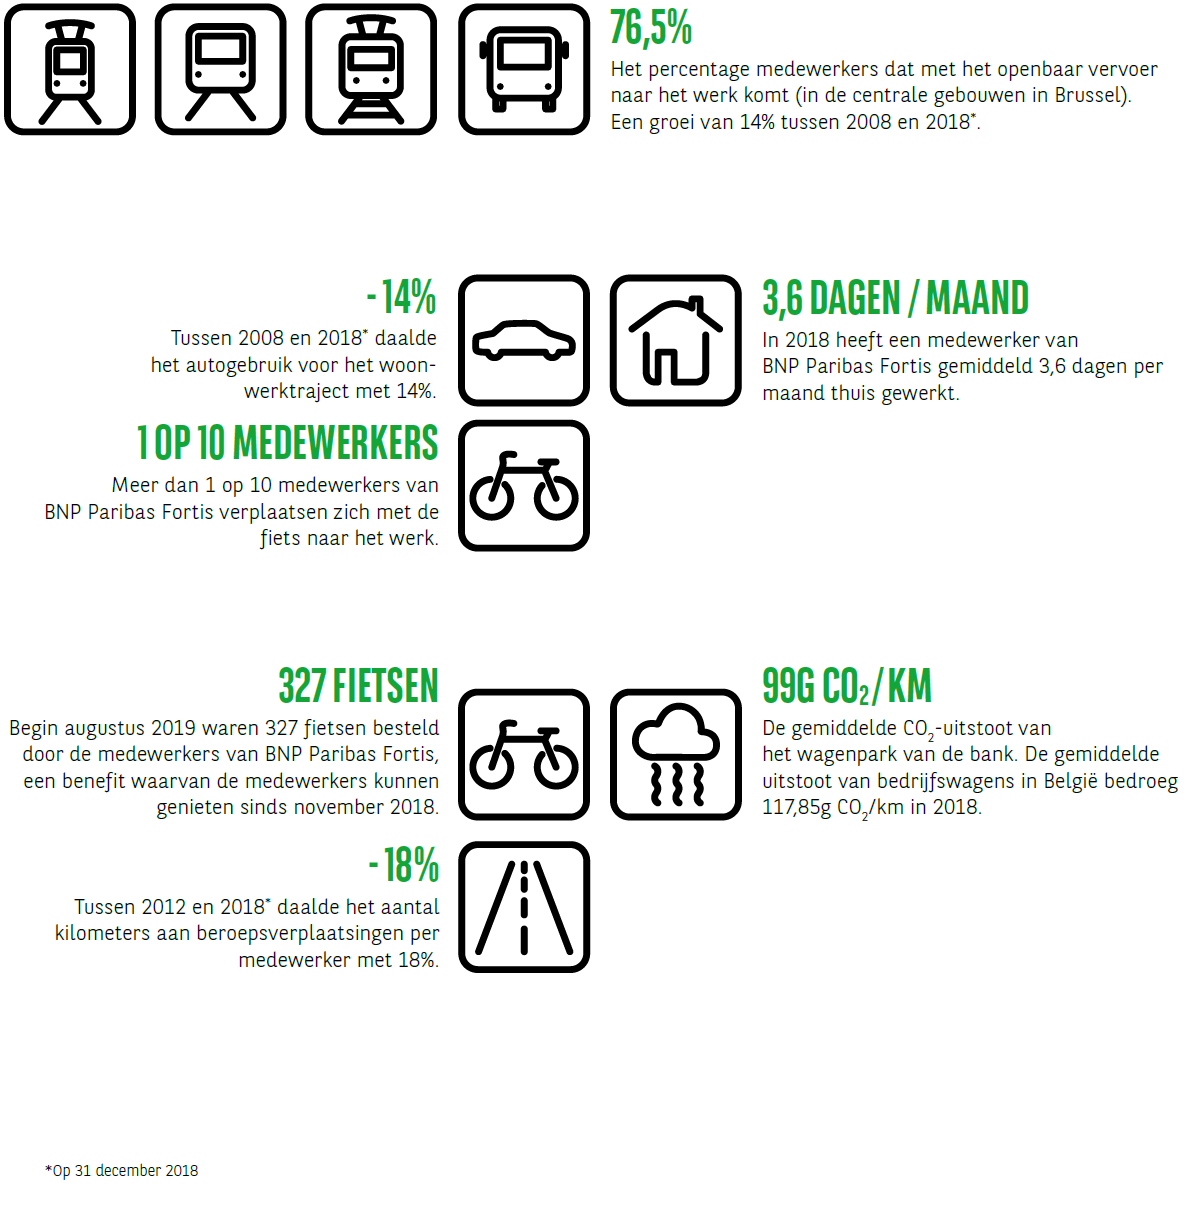 76,5%
Het percentage medewerkers dat met het openbaar vervoer
naar het werk komt (in de centrale gebouwen in Brussel).
Een groei van 14% tussen 2008 en 2018*.
- 14%
Tussen 2008 en 2018* daalde
het autogebruik voor het woon-
werktraject met 14%.
3,6 DAGEN / MAAND
In 2018 heeft een medewerker van
BNP Paribas Fortis gemiddeld 3,6 dagen per
maand thuis gewerkt.
1 OP 10 MEDEWERKERS
Meer dan 1 op 10 medewerkers van
BNP Paribas Fortis verplaatsen zich met de
fiets naar het werk.
327 FIETSEN
Begin augustus 2019 waren 327 fietsen besteld
door de medewerkers van BNP Paribas Fortis,
een benefit waarvan de medewerkers kunnen
genieten sinds november 2018.
99G CO₂/ KM
De gemiddelde CO₂-uitstoot van
het wagenpark van de bank. De gemiddelde
uitstoot van bedrijfswagens in België bedroeg
117,85g CO₂/km in 2018.
- 18%
Tussen 2012 en 2018* daalde het aantal
kilometers aan beroepsverplaatsingen per
medewerker met 18%.
*Op 31 december 2018